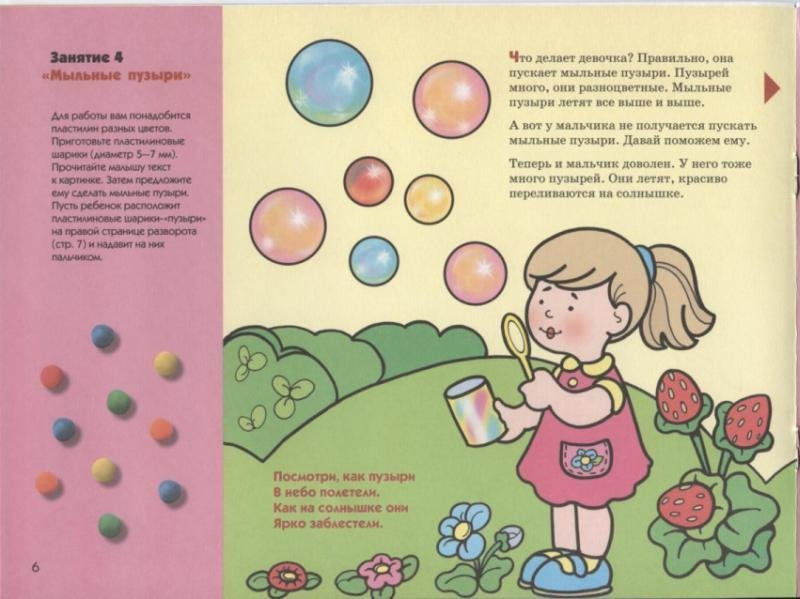 Занятие 4
«Мыльные пузыри»
Для работы вам понадобится
пластилин разных цветов.
Приготовьте пластилиновые
шарики (диаметр 5—7 мм).
Прочитайте малышу текст
к картинке. Затем предложите
ему сделать мыльные пузыри.
Пусть ребенок расположит
пластилиновые шарики-«пузыри»
на правой странице разворота
(стр. 7) и надавит на них
пальчиком.
Что делает девочка? Правильно, она
пускает мыльные пузыри. Пузырей
много, они разноцветные. Мыльные
пузыри летят все выше и выше.
А вот у мальчика не получается пускать
мыльные пузыри. Давай поможем ему.
Теперь и мальчик доволен. У него тоже
много пузырей. Они летят, красиво
переливаются на солнышке.
Посмотри, как пузыри
В небо полетели.
Как на солнышке они
Ярко заблестели.
6